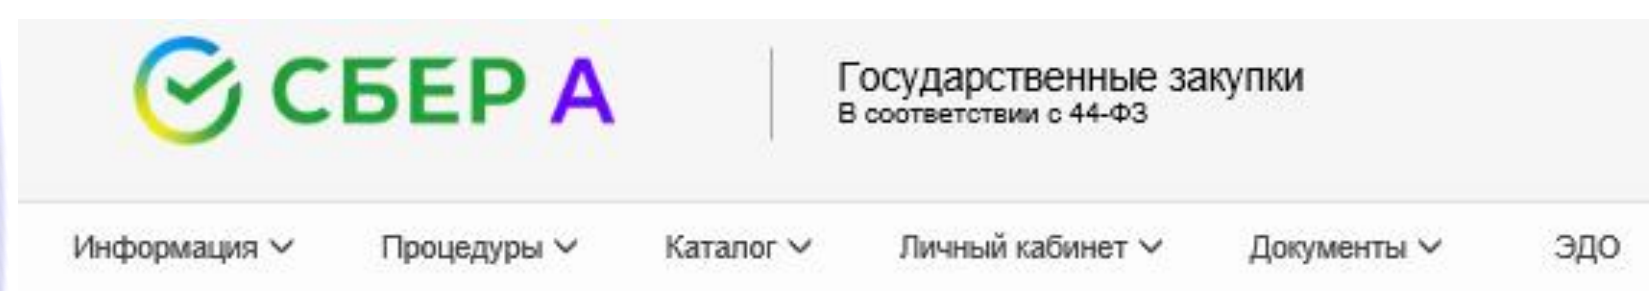 СБЕР А
Государственные закупки
В соответствии с 44-ФЗ
Информация Процедуры Каталог Личный кабинет Документы ЭДО